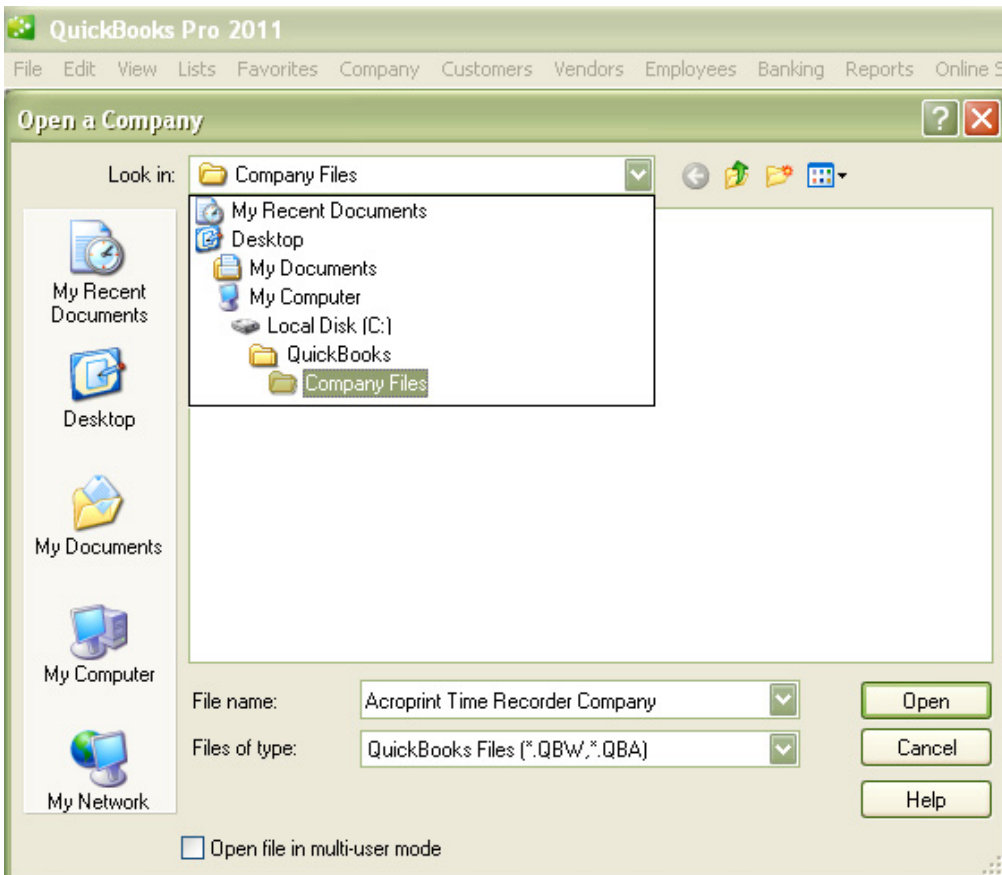 QuickBooks Pro 2011
File Edit View Lists Favorites Company Customers Vendors Employees Banking Reports Online S
Open a Company
?
Look in: Company Files
My Recent Documents
Desktop
My Documents
My Computer
Local Disk (C:)
QuickBooks
Company Files
My Recent
Documents
Desktop
My Documents
My Computer
My Network
File name: Acroprint Time Recorder Company Open
Files of type: QuickBooks Files (*.QBW,*.QBA) Cancel
Help
Open file in multi-user mode